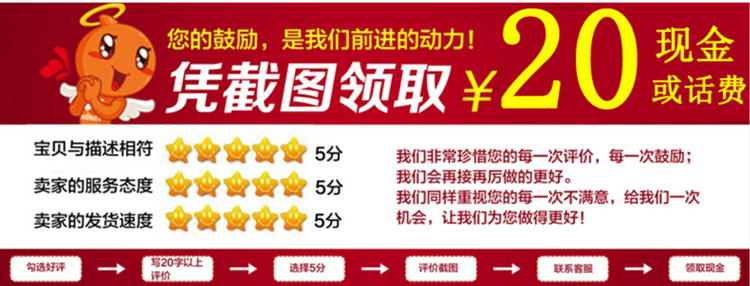 您的鼓励，是我们前进的动力！
凭截图领取￥20现金
或话费
宝贝与描述相符 5分
卖家的服务态度 5分
卖家的发货速度 5分
我们非常珍惜您的每一次评价，每一次鼓励；
我们会再接再厉做的更好。
我们同样重视您的每一次不满意，给我们一次
机会，让我们为您做得更好！
勾选好评
写20字以上
评价
选择5分
评价截图
联系客服
领取现金